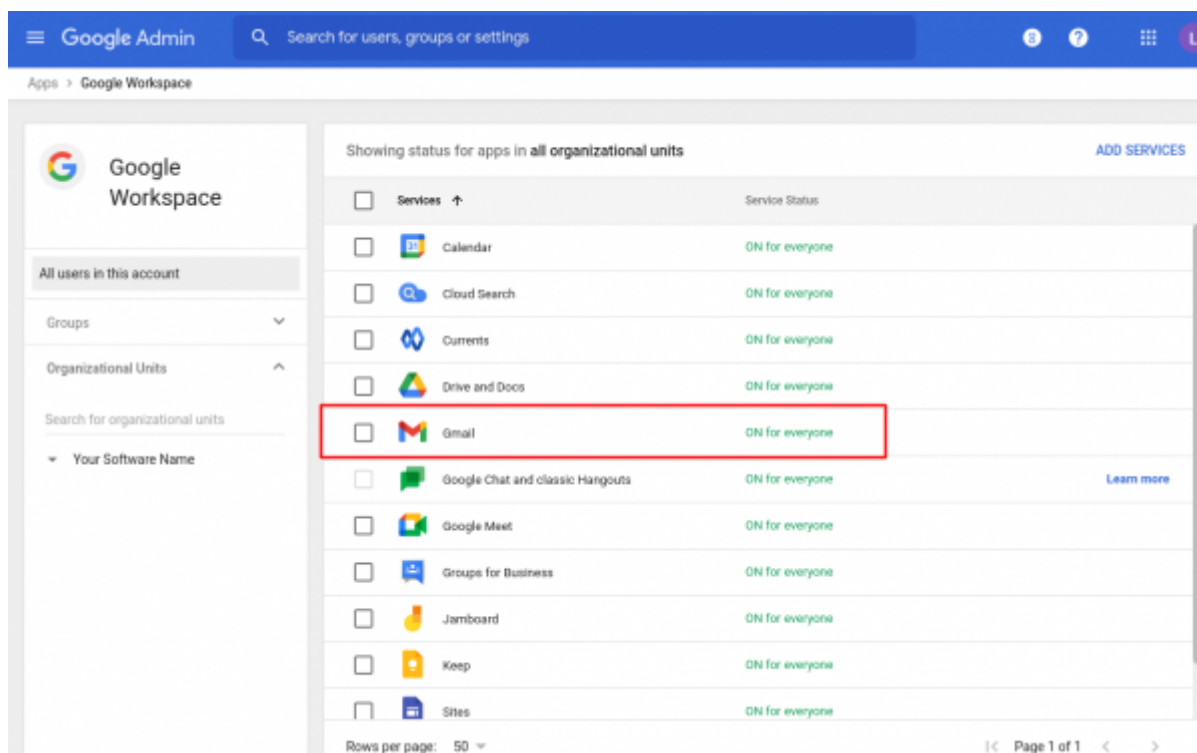 Google Admin
Search for users, groups or settings
8
?
L
Apps > Google Workspace
Google
Workspace
All users in this account
Groups
Organizational Units
Search for organizational units
Your Software Name
Showing status for apps in all organizational units
ADD SERVICES
Services ↑ Service Status
31 Calendar ON for everyone
Cloud Search ON for everyone
Currents ON for everyone
Drive and Docs ON for everyone
Gmail ON for everyone
Google Chat and classic Hangouts ON for everyone Learn more
Google Meet ON for everyone
Groups for Business ON for everyone
Jamboard ON for everyone
Keep ON for everyone
Sites ON for everyone
Rows per page: 50
Page 1 of 1